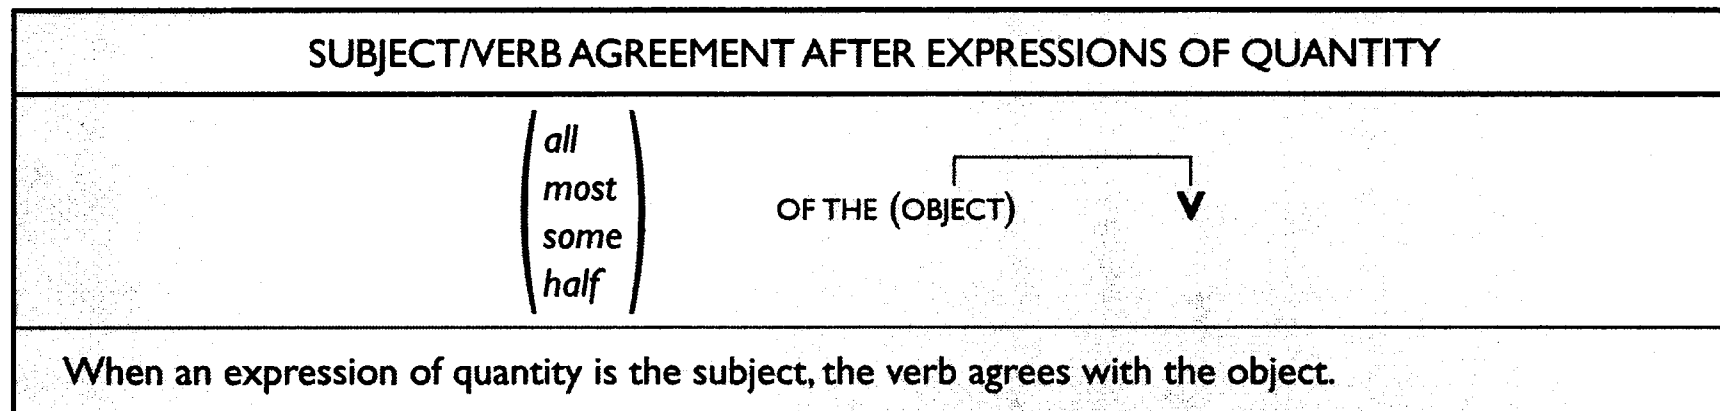 SUBJECT/VERB AGREEMENT AFTER EXPRESSIONS OF QUANTITY
all
most
some
half
OF THE (OBJECT) V
When an expression of quantity is the subject, the verb agrees with the object.